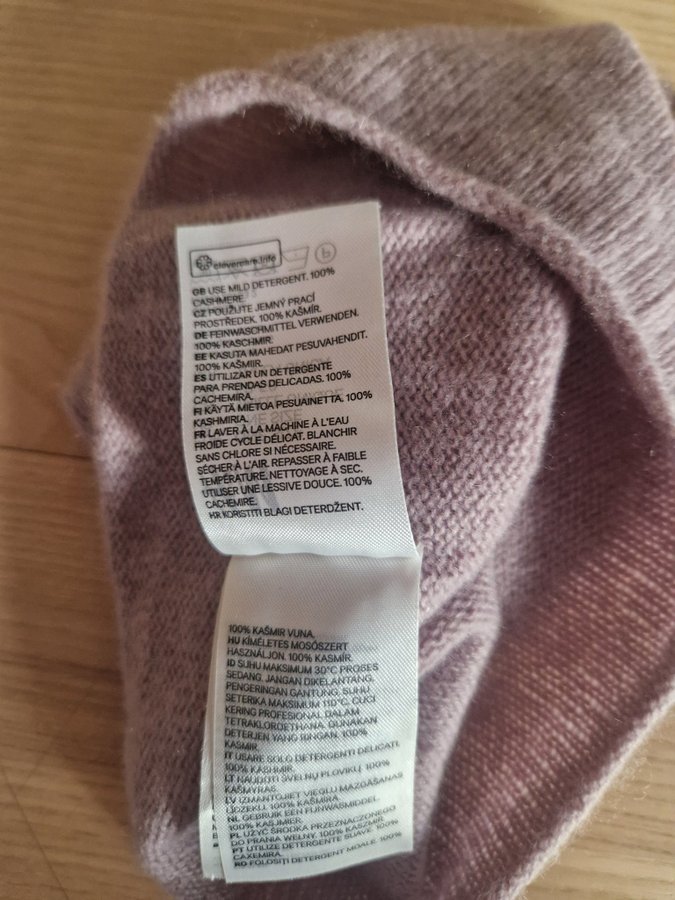 clevercare.info
GB USE MILD DETERGENT. 100%
CASHMERE.
CZ POUŽIJTE JEMNÝ PRACÍ
PROSTŘEDEK. 100% KAŠMÍR.
DE FEINWASCHMITTEL VERWENDEN.
100% KASCHMIR.
EE KASUTA MAHEDAT PESUVAHENDIT.
100% KAŠMIIR.
ES UTILIZAR UN DETERGENTE
PARA PRENDAS DELICADAS. 100%
CACHEMIRA.
FI KÄYTÄ MIETOA PESUAINETTA. 100%
KASHMIRIA.
FR LAVER À LA MACHINE À L'EAU
FROIDE CYCLE DÉLICAT. BLANCHIR
SANS CHLORE SI NÉCESSAIRE.
SÉCHER À L'AIR. REPASSER À FAIBLE
TEMPÉRATURE. NETTOYAGE À SEC.
UTILISER UNE LESSIVE DOUCE. 100%
CACHEMIRE.
HR KORISTITI BLAGI DETERDŽENT.
100% KAŠMIR VUNA.
HU KÍMÉLETES MOSÓSZERT
HASZNÁLJON. 100% KASMÍR.
ID SUHU MAKSIMUM 30°C PROSES
SEDANG. JANGAN DIKELANTANG.
PENGERINGAN GANTUNG. SUHU
SETERIKA MAKSIMUM 110°C. CUCI
KERING PROFESIONAL DALAM
TETRAKLOROETHANA. GUNAKAN
DETERJEN YANG RINGAN. 100%
KASMIR.
IT USARE SOLO DETERGENTI DELICATI.
100% KASHMIR.
LT NAUDOTI ŠVELNŲ PLOVIKLĮ. 100%
KAŠMYRAS.
LV IZMANTOJIET VIEGLU MAZGĀŠANAS
LĪDZEKLI. 100% KAŠMIRA.
NL GEBRUIK EEN FIJNWASMIDDEL.
100% KASJMIER.
PL UŻYĆ ŚRODKA PRZEZNACZONEGO
DO PRANIA WEŁNY. 100% KASZMIR.
PT UTILIZE DETERGENTE SUAVE. 100%
CAXEMIRA.
RO FOLOSIȚI DETERGENT MOALE. 100%